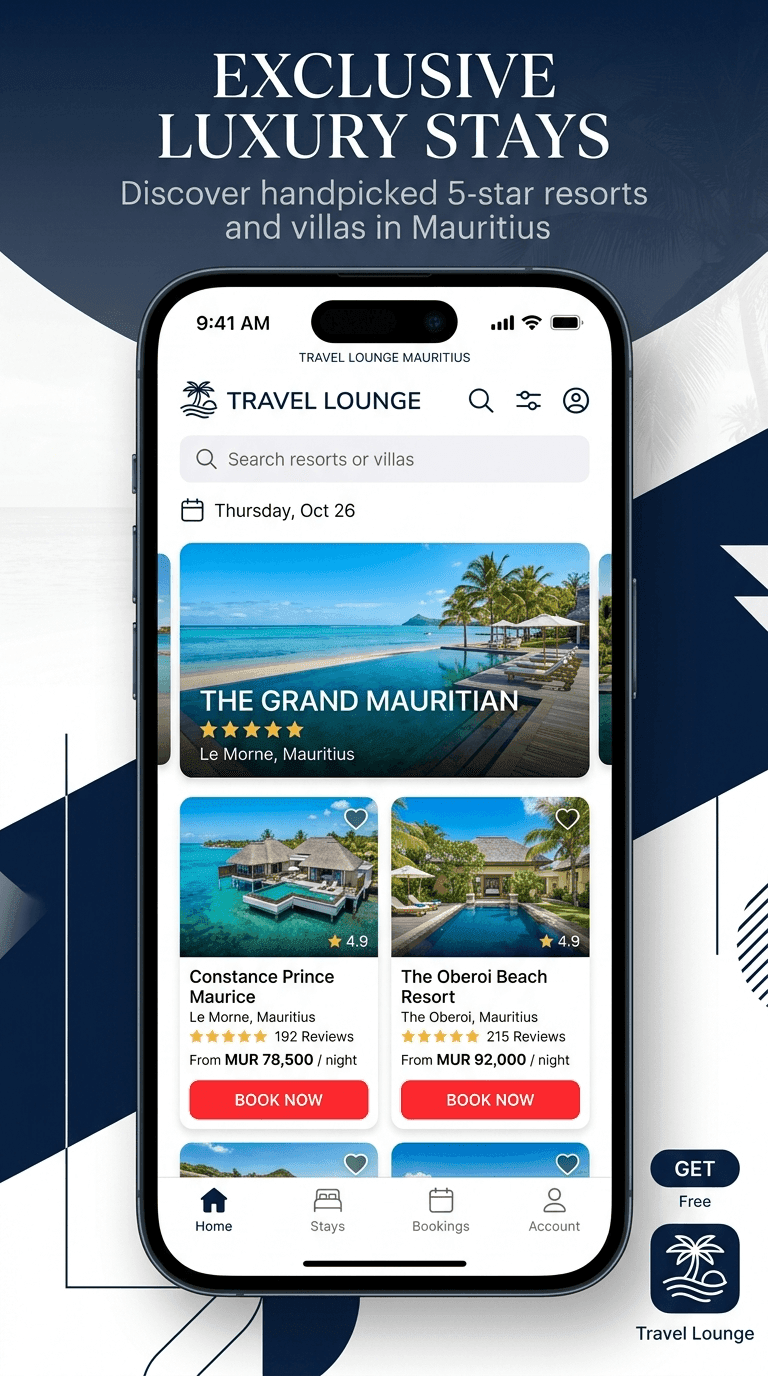 EXCLUSIVE
LUXURY STAYS
Discover handpicked 5-star resorts
and villas in Mauritius
9:41 AM
TRAVEL LOUNGE MAURITIUS
TRAVEL LOUNGE
Search resorts or villas
Thursday, Oct 26
THE GRAND MAURITIAN
Le Morne, Mauritius
4.9
4.9
Constance Prince
Maurice
Le Morne, Mauritius
192 Reviews
From MUR 78,500 / night
BOOK NOW
The Oberoi Beach
Resort
The Oberoi, Mauritius
215 Reviews
From MUR 92,000 / night
BOOK NOW
Home
Stays
Bookings
Account
GET
Free
Travel Lounge